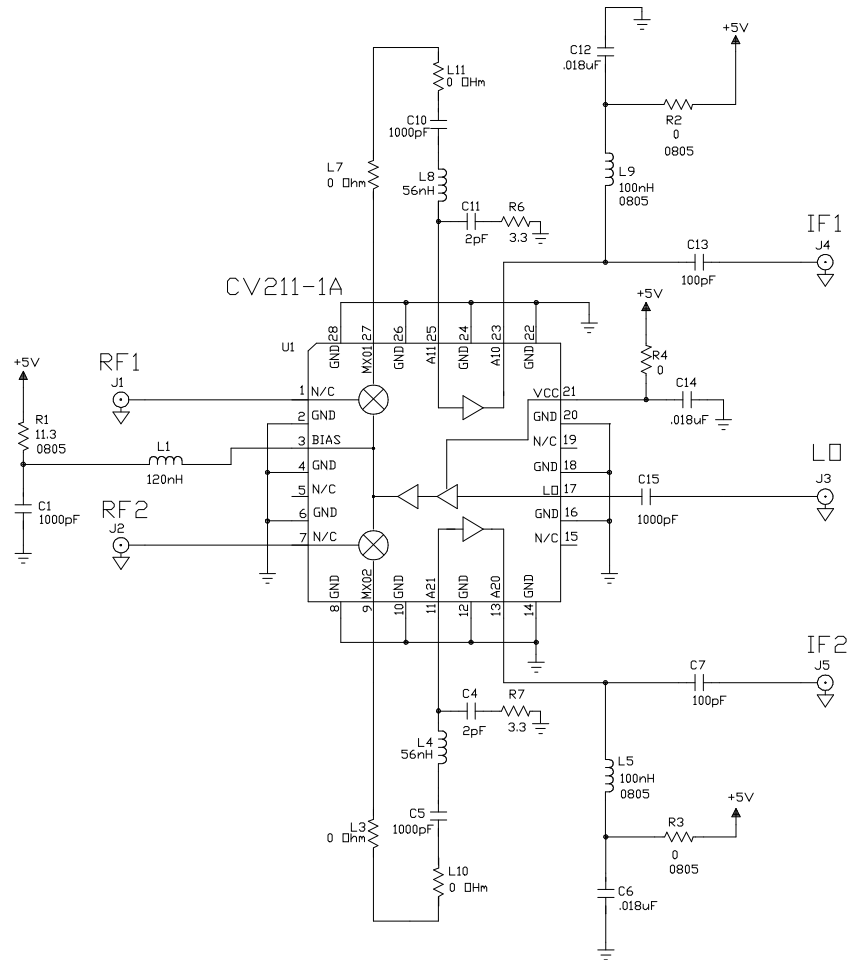 C12
.018uF
+5V
R2
0
0805
L11
0 OHm
C10
1000pF
L7
0 Ohm
L8
56nH
L9
100nH
0805
C11
2pF
R6
3.3
IF1
J4
C13
100pF
CV211-1A
+5V
R4
0
C14
.018uF
U1
GND 28
MX01 27
GND 26
A11 25
GND 24
A10 23
GND 22
+5V
R1
11.3
0805
RF1
J1
1 N/C
2 GND
3 BIAS
4 GND
5 N/C
6 GND
7 N/C
VCC 21
GND 20
N/C 19
GND 18
LO 17
GND 16
N/C 15
L1
120nH
C1
1000pF
RF2
J2
C15
1000pF
LO
J3
8 GND
9 MX02
10 GND
11 A21
12 GND
13 A20
14 GND
IF2
J5
C7
100pF
C4
2pF
R7
3.3
L4
56nH
L5
100nH
0805
C5
1000pF
L3
0 Ohm
+5V
R3
0
0805
L10
0 OHm
C6
.018uF